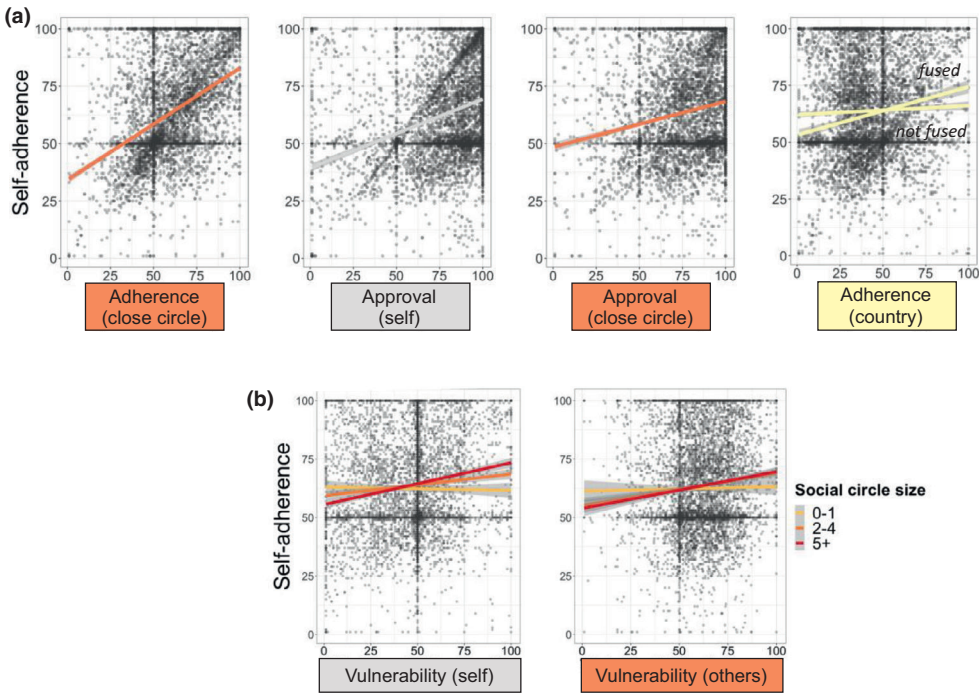 (a)
Self-adherence
100
75
50
25
0
0 25 50 75 100
Adherence
(close circle)
100
75
50
25
0
0 25 50 75 100
Approval
(self)
100
75
50
25
0
0 25 50 75 100
Approval
(close circle)
100
75
50
25
0
fused
not fused
0 25 50 75 100
Adherence
(country)
(b)
Self-adherence
100
75
50
25
0
0 25 50 75 100
Vulnerability (self)
100
75
50
25
0
0 25 50 75 100
Vulnerability (others)
Social circle size
0-1
2-4
5+